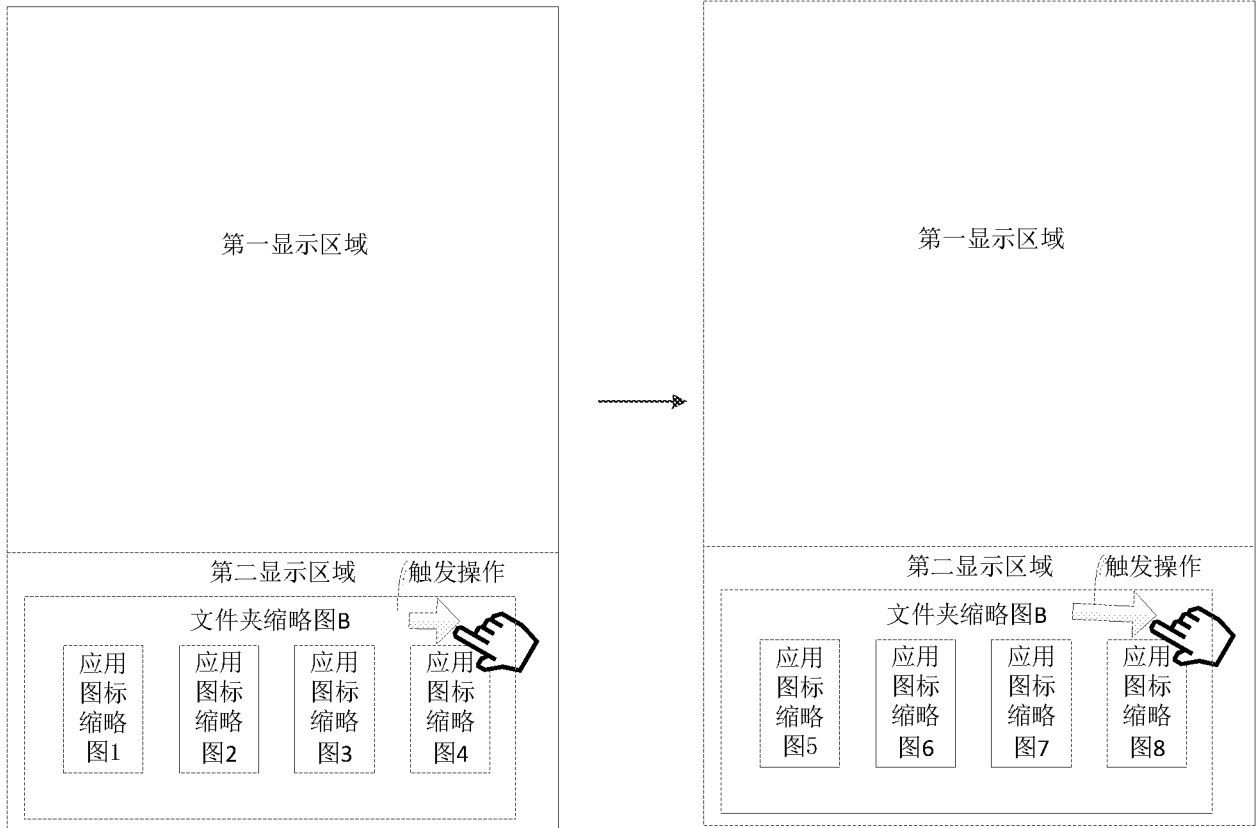 第一显示区域
第二显示区域
触发操作
文件夹缩略图B
应用
图标
缩略
图1
应用
图标
缩略
图2
应用
图标
缩略
图3
应用
图标
缩略
图4
第一显示区域
第二显示区域
触发操作
文件夹缩略图B
应用
图标
缩略
图5
应用
图标
缩略
图6
应用
图标
缩略
图7
应用
图标
缩略
图8